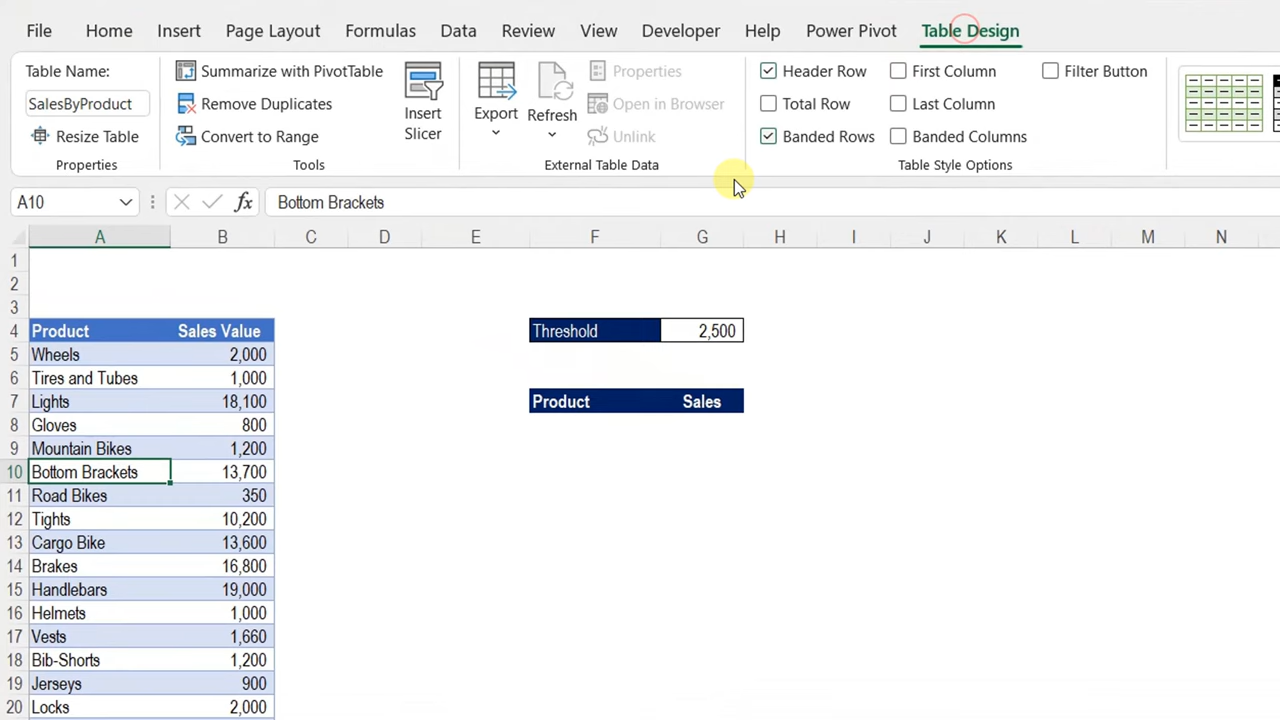 File Home Insert Page Layout Formulas Data Review View Developer Help Power Pivot Table Design
Table Name:
SalesByProduct
Resize Table
Properties
Summarize with PivotTable
Remove Duplicates
Convert to Range
Tools
Insert
Slicer
Export
Refresh
Properties
Open in Browser
Unlink
External Table Data
Header Row First Column Filter Button
Total Row Last Column
Banded Rows Banded Columns
Table Style Options
A10 fx Bottom Brackets
A B C D E F G H I J K L M N
1
2
3
4 Product Sales Value Threshold 2,500
5 Wheels 2,000
6 Tires and Tubes 1,000
7 Lights 18,100 Product Sales
8 Gloves 800
9 Mountain Bikes 1,200
10 Bottom Brackets 13,700
11 Road Bikes 350
12 Tights 10,200
13 Cargo Bike 13,600
14 Brakes 16,800
15 Handlebars 19,000
16 Helmets 1,000
17 Vests 1,660
18 Bib-Shorts 1,200
19 Jerseys 900
20 Locks 2,000